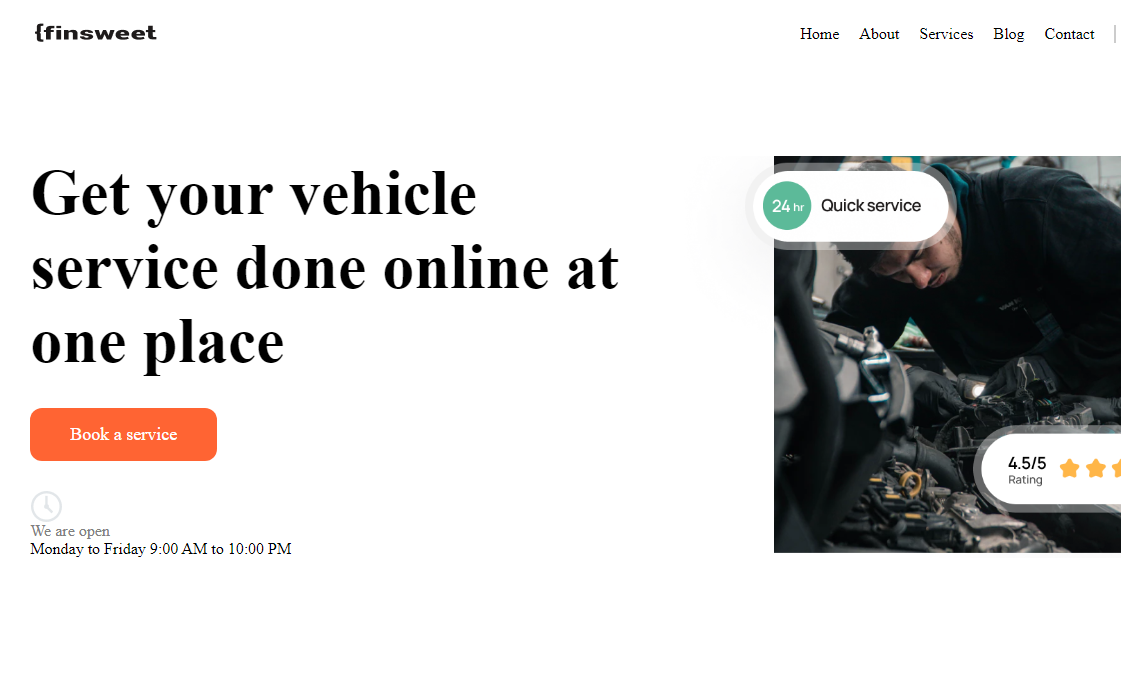 {finsweet
Home About Services Blog Contact
Get your vehicle
service done online at
one place
24 hr Quick service
Book a service
4.5/5
Rating
We are open
Monday to Friday 9:00 AM to 10:00 PM